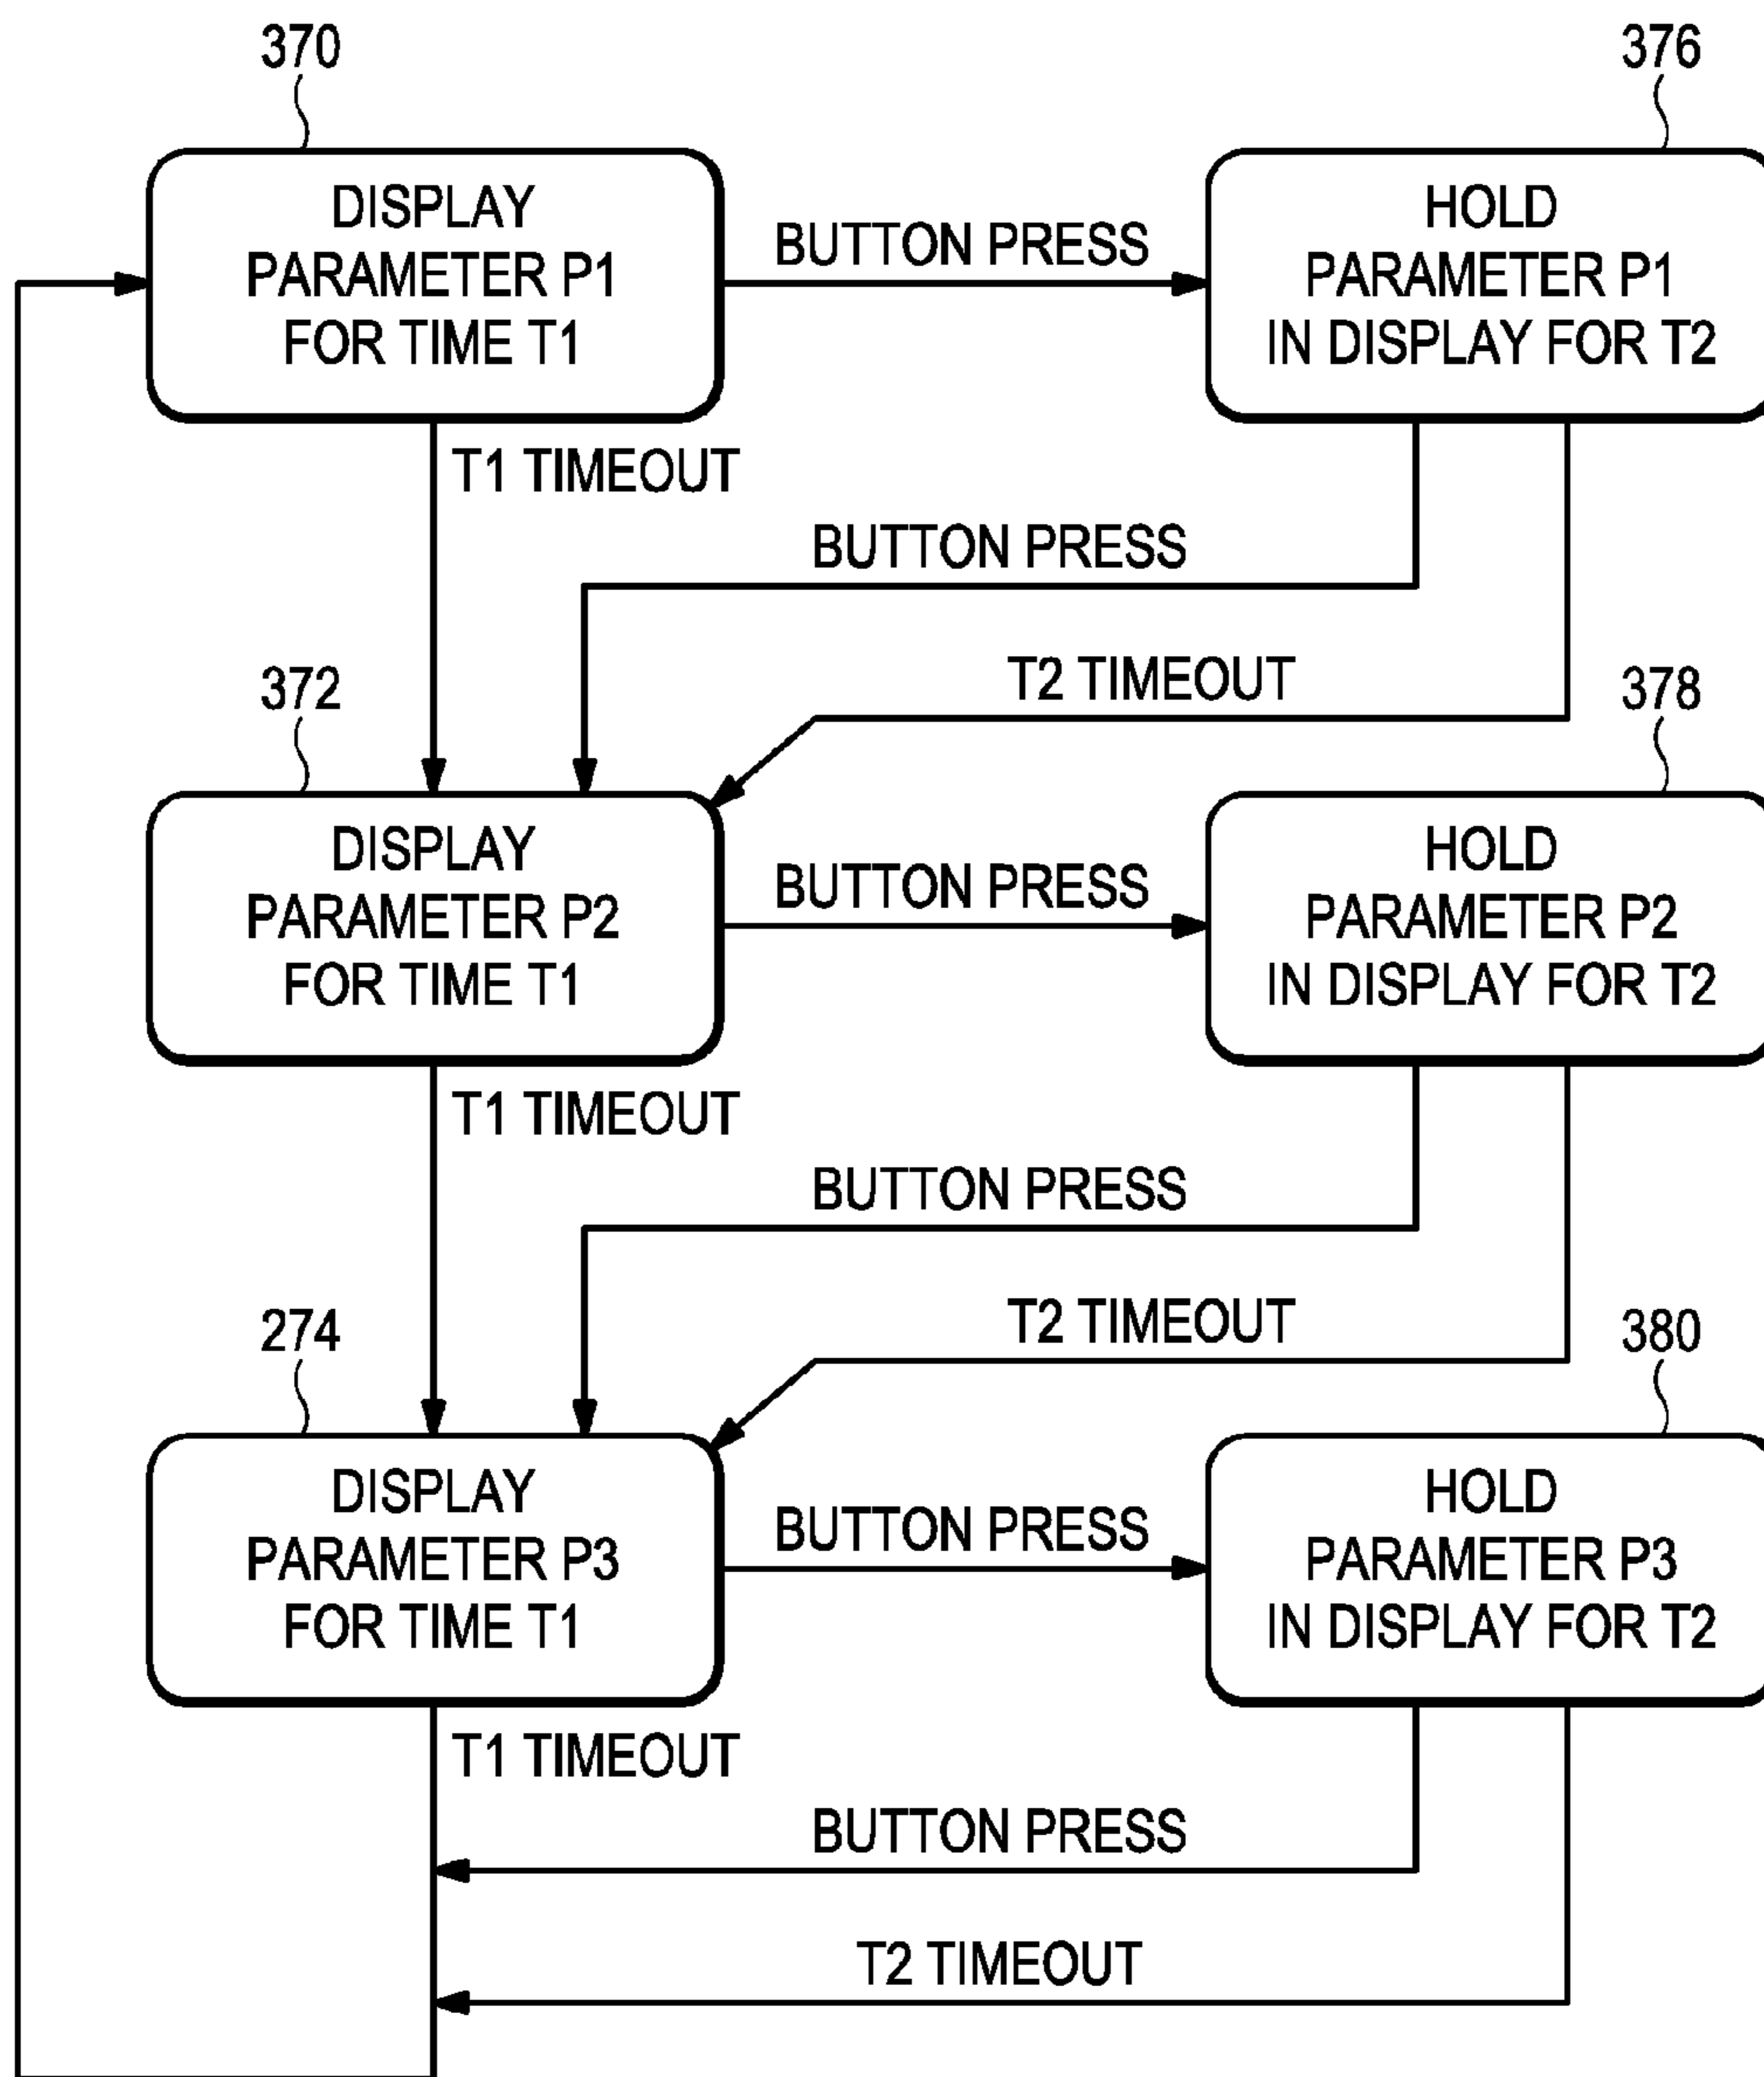 370
376
DISPLAY
PARAMETER P1
FOR TIME T1
BUTTON PRESS
HOLD
PARAMETER P1
IN DISPLAY FOR T2
T1 TIMEOUT
BUTTON PRESS
T2 TIMEOUT
372
378
DISPLAY
PARAMETER P2
FOR TIME T1
BUTTON PRESS
HOLD
PARAMETER P2
IN DISPLAY FOR T2
T1 TIMEOUT
BUTTON PRESS
T2 TIMEOUT
274
380
DISPLAY
PARAMETER P3
FOR TIME T1
BUTTON PRESS
HOLD
PARAMETER P3
IN DISPLAY FOR T2
T1 TIMEOUT
BUTTON PRESS
T2 TIMEOUT